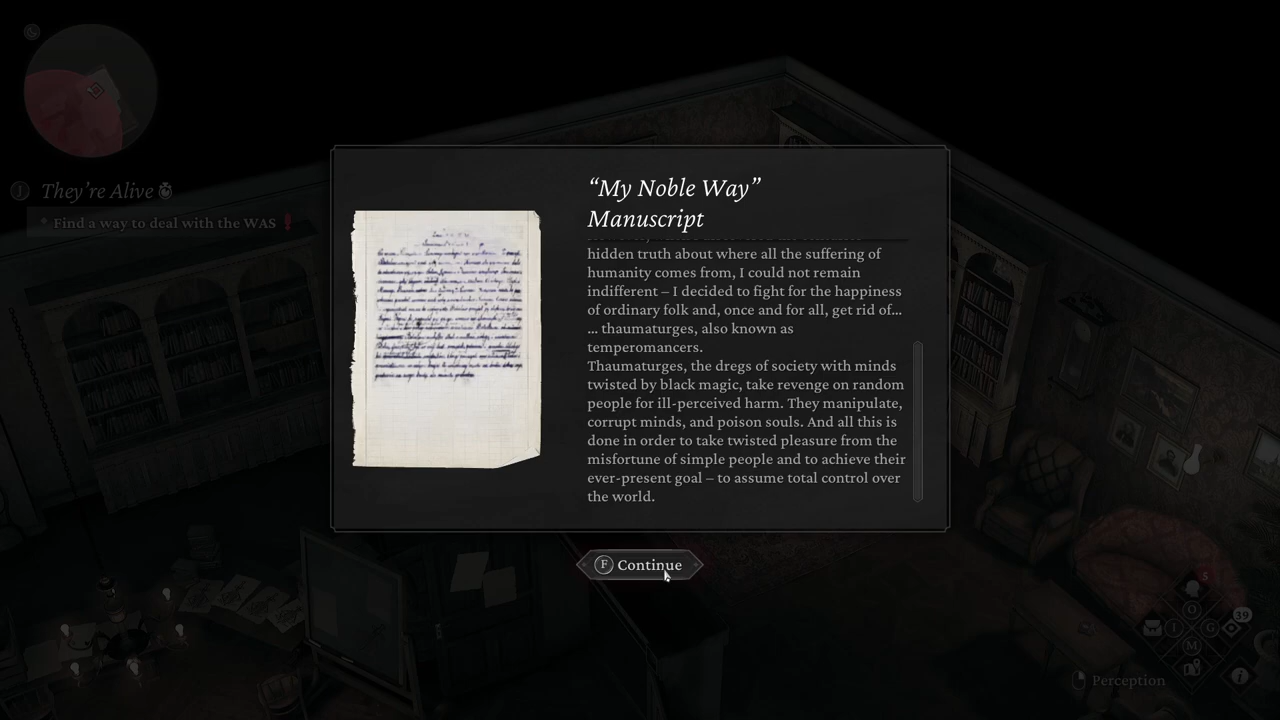 J
They're Alive
Find a way to deal with the WAS
“My Noble Way”
Manuscript
hidden truth about where all the suffering of
humanity comes from, I could not remain
indifferent – I decided to fight for the happiness
of ordinary folk and, once and for all, get rid of...
... thaumaturges, also known as
temperomancers.
Thaumaturges, the dregs of society with minds
twisted by black magic, take revenge on random
people for ill-perceived harm. They manipulate,
corrupt minds, and poison souls. And all this is
done in order to take twisted pleasure from the
misfortune of simple people and to achieve their
ever-present goal – to assume total control over
the world.
F Continue
5
O
39
I
G
M
Perception